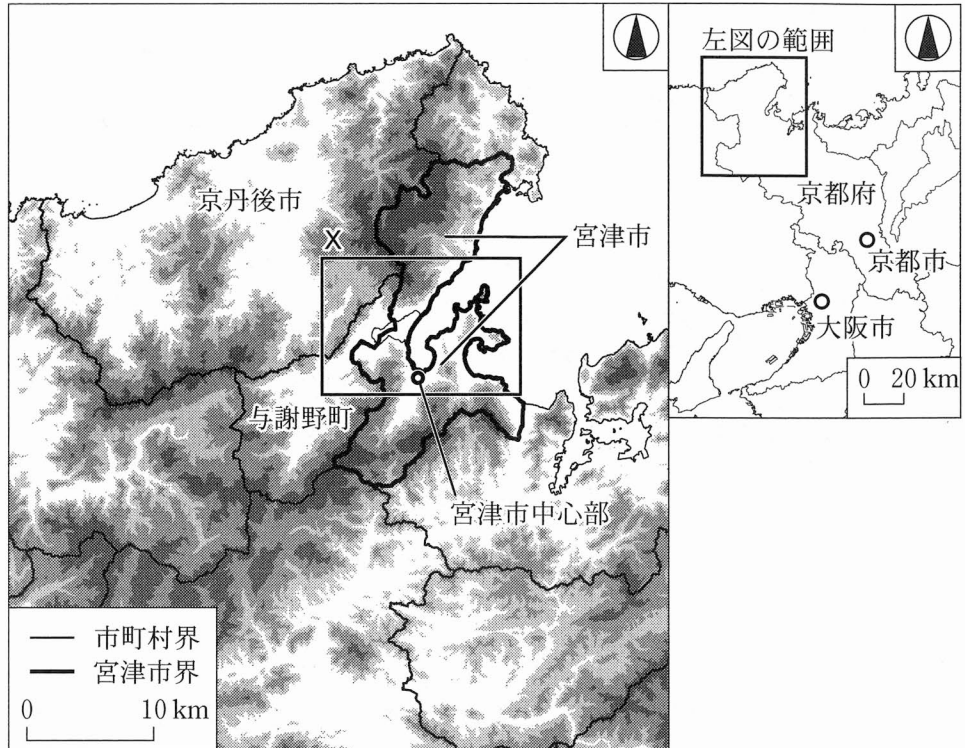 京丹後市
X
宮津市
与謝野町
宮津市中心部
市町村界
宮津市界
0 10 km
左図の範囲
京都府
京都市
大阪市
0 20 km